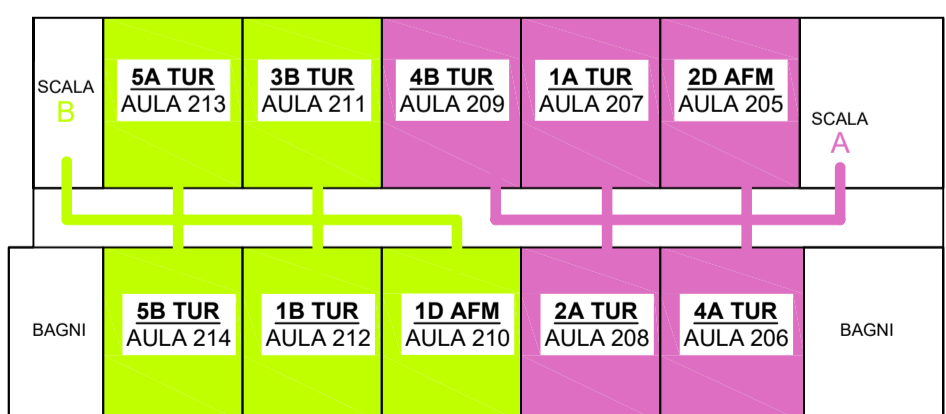 SCALA
B
5A TUR
AULA 213
3B TUR
AULA 211
4B TUR
AULA 209
1A TUR
AULA 207
2D AFM
AULA 205
SCALA
A
BAGNI
5B TUR
AULA 214
1B TUR
AULA 212
1D AFM
AULA 210
2A TUR
AULA 208
4A TUR
AULA 206
BAGNI